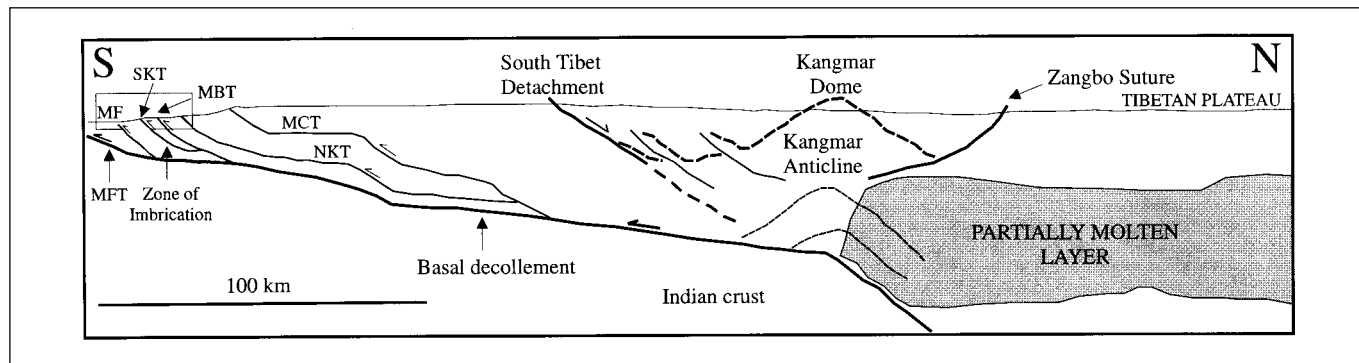 S
N
SKT
MBT
MF
MCT
NKT
MFT
Zone of
Imbrication
South Tibet
Detachment
Kangmar
Dome
Kangmar
Anticline
Zangbo Suture
TIBETAN PLATEAU
PARTIALLY MOLTEN
LAYER
Basal decollement
100 km
Indian crust